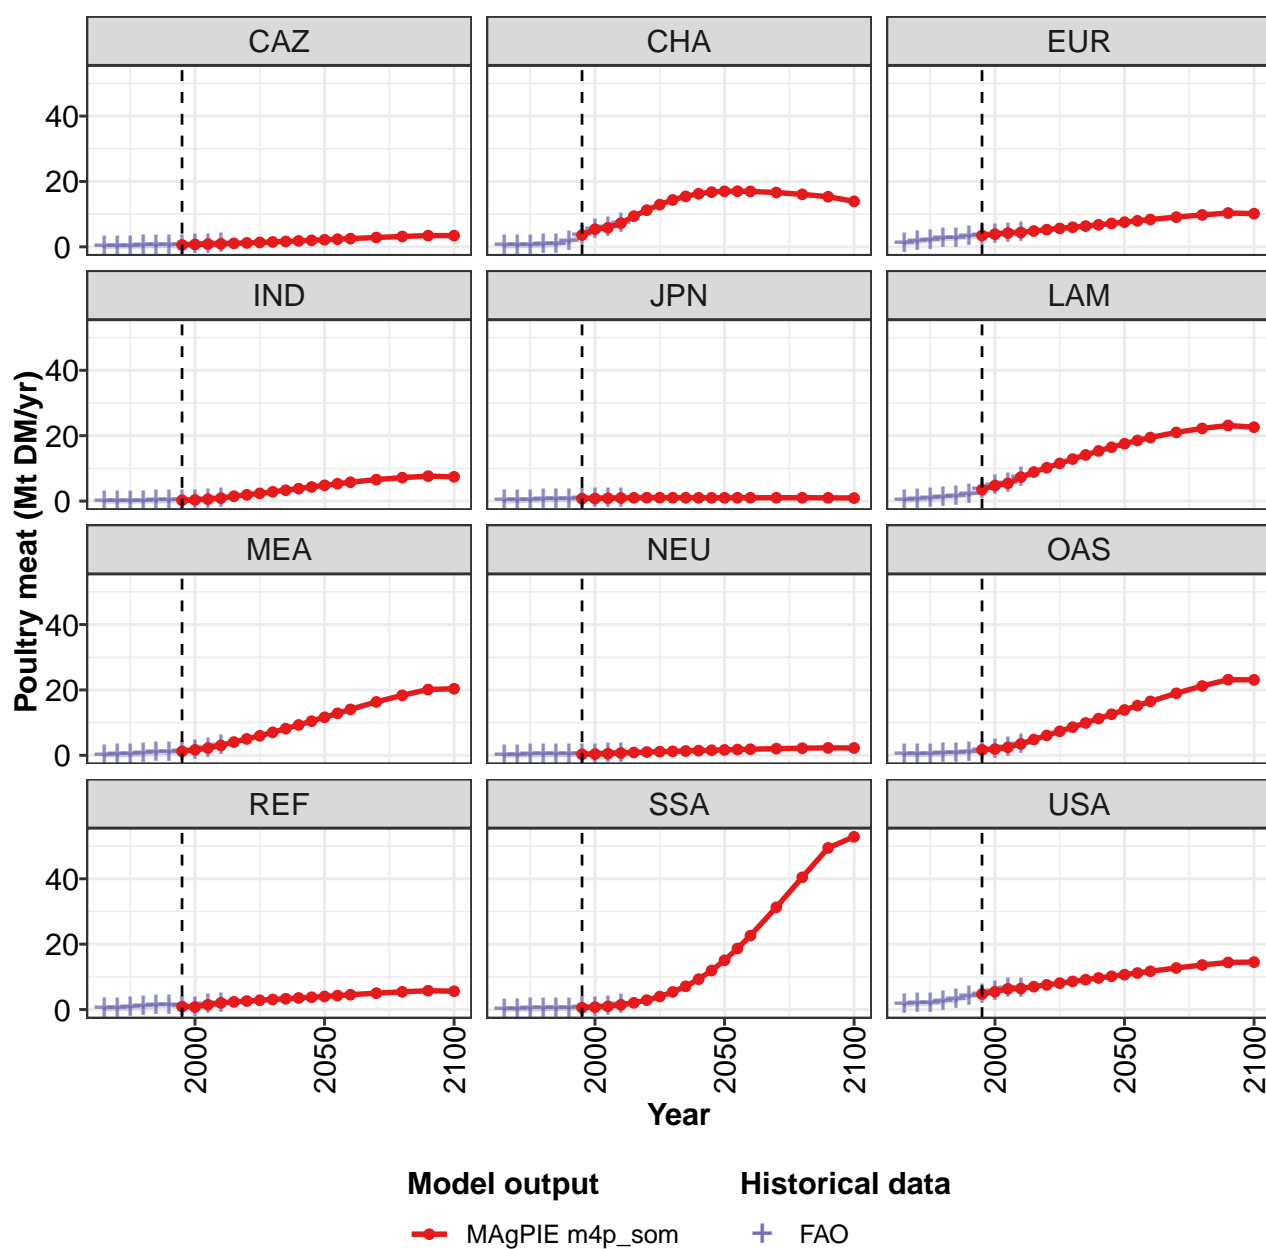 CAZ CHA EUR
40
20
0
IND JPN LAM
40
20
0
MEA NEU OAS
40
20
0
REF SSA USA
40
20
0
Poultry meat (Mt DM/yr)
2000 2050 2100 2000 2050 2100 2000 2050 2100
Year
Model output Historical data
MAgPIE m4p_som FAO